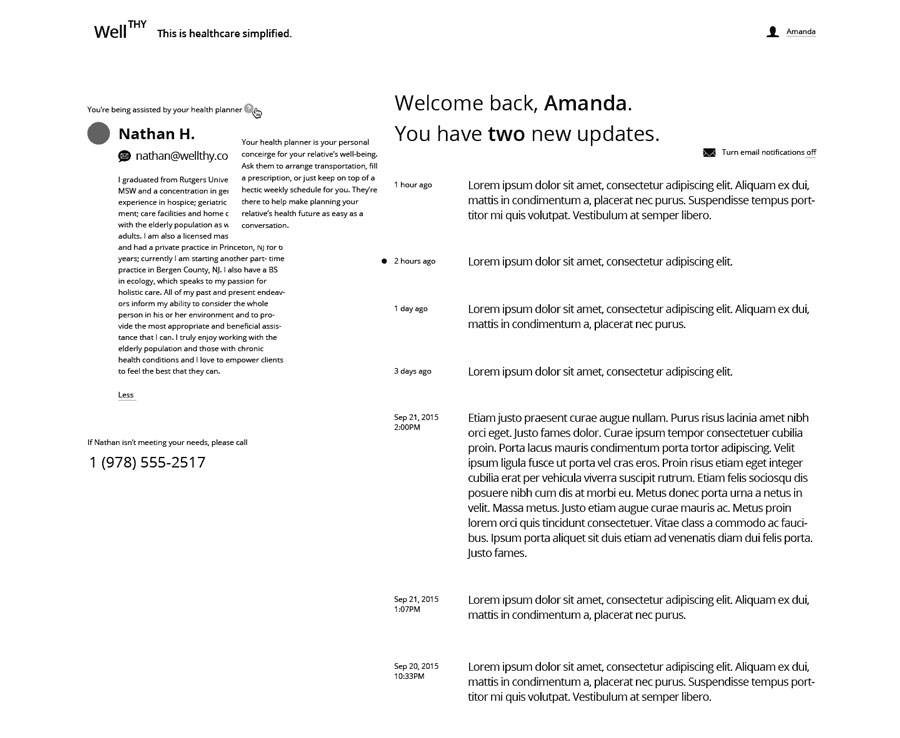 WellTHY This is healthcare simplified.
Amanda
You're being assisted by your health planner ?
Nathan H.
nathan@wellthy.co
I graduated from Rutgers Unive
MSW and a concentration in ger
experience in hospice; geriatric
ment; care facilities and home c
with the elderly population as w
adults. I am also a licensed mas
and had a private practice in Princeton, NJ for 6
years; currently I am starting another part- time
practice in Bergen County, NJ. I also have a BS
in ecology, which speaks to my passion for
holistic care. All of my past and present endeav-
ors inform my ability to consider the whole
person in his or her environment and to pro-
vide the most appropriate and beneficial assis-
tance that I can. I truly enjoy working with the
elderly population and those with chronic
health conditions and I love to empower clients
to feel the best that they can.
Less
Your health planner is your personal
conceirge for your relative's well-being.
Ask them to arrange transportation, fill
a prescription, or just keep on top of a
hectic weekly schedule for you. They're
there to help make planning your
relative's health future as easy as a
conversation.
If Nathan isn't meeting your needs, please call
1 (978) 555-2517
Welcome back, Amanda.
You have two new updates.
Turn email notifications off
1 hour ago
Lorem ipsum dolor sit amet, consectetur adipiscing elit. Aliquam ex dui,
mattis in condimentum a, placerat nec purus. Suspendisse tempus port-
titor mi quis volutpat. Vestibulum at semper libero.
2 hours ago
Lorem ipsum dolor sit amet, consectetur adipiscing elit.
1 day ago
Lorem ipsum dolor sit amet, consectetur adipiscing elit. Aliquam ex dui,
mattis in condimentum a, placerat nec purus.
3 days ago
Lorem ipsum dolor sit amet, consectetur adipiscing elit.
Sep 21, 2015
2:00PM
Etiam justo praesent curae augue nullam. Purus risus lacinia amet nibh
orci eget. Justo fames dolor. Curae ipsum tempor consectetuer cubilia
proin. Porta lacus mauris condimentum porta tortor adipiscing. Velit
ipsum ligula fusce ut porta vel cras eros. Proin risus etiam eget integer
cubilia erat per vehicula viverra suscipit rutrum. Etiam felis sociosqu dis
posuere nibh cum dis at morbi eu. Metus donec porta urna a netus in
velit. Massa metus. Justo etiam augue curae mauris ac. Metus proin
lorem orci quis tincidunt consectetuer. Vitae class a commodo ac fauci-
bus. Ipsum porta aliquet sit duis etiam ad venenatis diam dui felis porta.
Justo fames.
Sep 21, 2015
1:07PM
Lorem ipsum dolor sit amet, consectetur adipiscing elit. Aliquam ex dui,
mattis in condimentum a, placerat nec purus.
Sep 20, 2015
10:33PM
Lorem ipsum dolor sit amet, consectetur adipiscing elit. Aliquam ex dui,
mattis in condimentum a, placerat nec purus. Suspendisse tempus port-
titor mi quis volutpat. Vestibulum at semper libero.